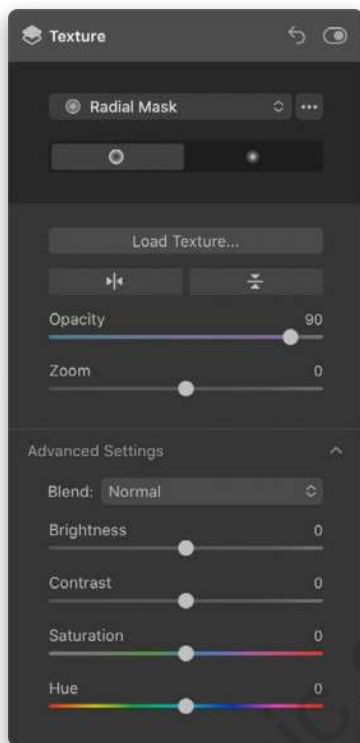 Texture
Radial Mask
Load Texture...
Opacity 90
Zoom 0
Advanced Settings
Blend: Normal
Brightness 0
Contrast 0
Saturation 0
Hue 0